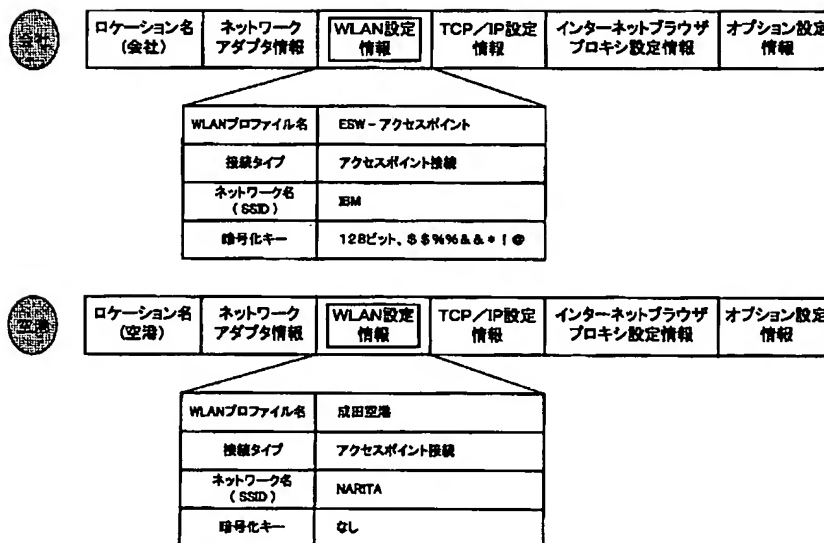 会社
ロケーション名
(会社)
ネットワーク
アダプタ情報
WLAN設定
情報
TCP/IP設定
情報
インターネットブラウザ
プロキシ設定情報
オプション設定
情報
WLANプロファイル名
ESW-アクセスポイント
接続タイプ
アクセスポイント接続
ネットワーク名
(SSID)
IBM
暗号化キー
128ビット、$$%%&&*!@
空港
ロケーション名
(空港)
ネットワーク
アダプタ情報
WLAN設定
情報
TCP/IP設定
情報
インターネットブラウザ
プロキシ設定情報
オプション設定
情報
WLANプロファイル名
成田空港
接続タイプ
アクセスポイント接続
ネットワーク名
(SSID)
NARITA
暗号化キー
なし